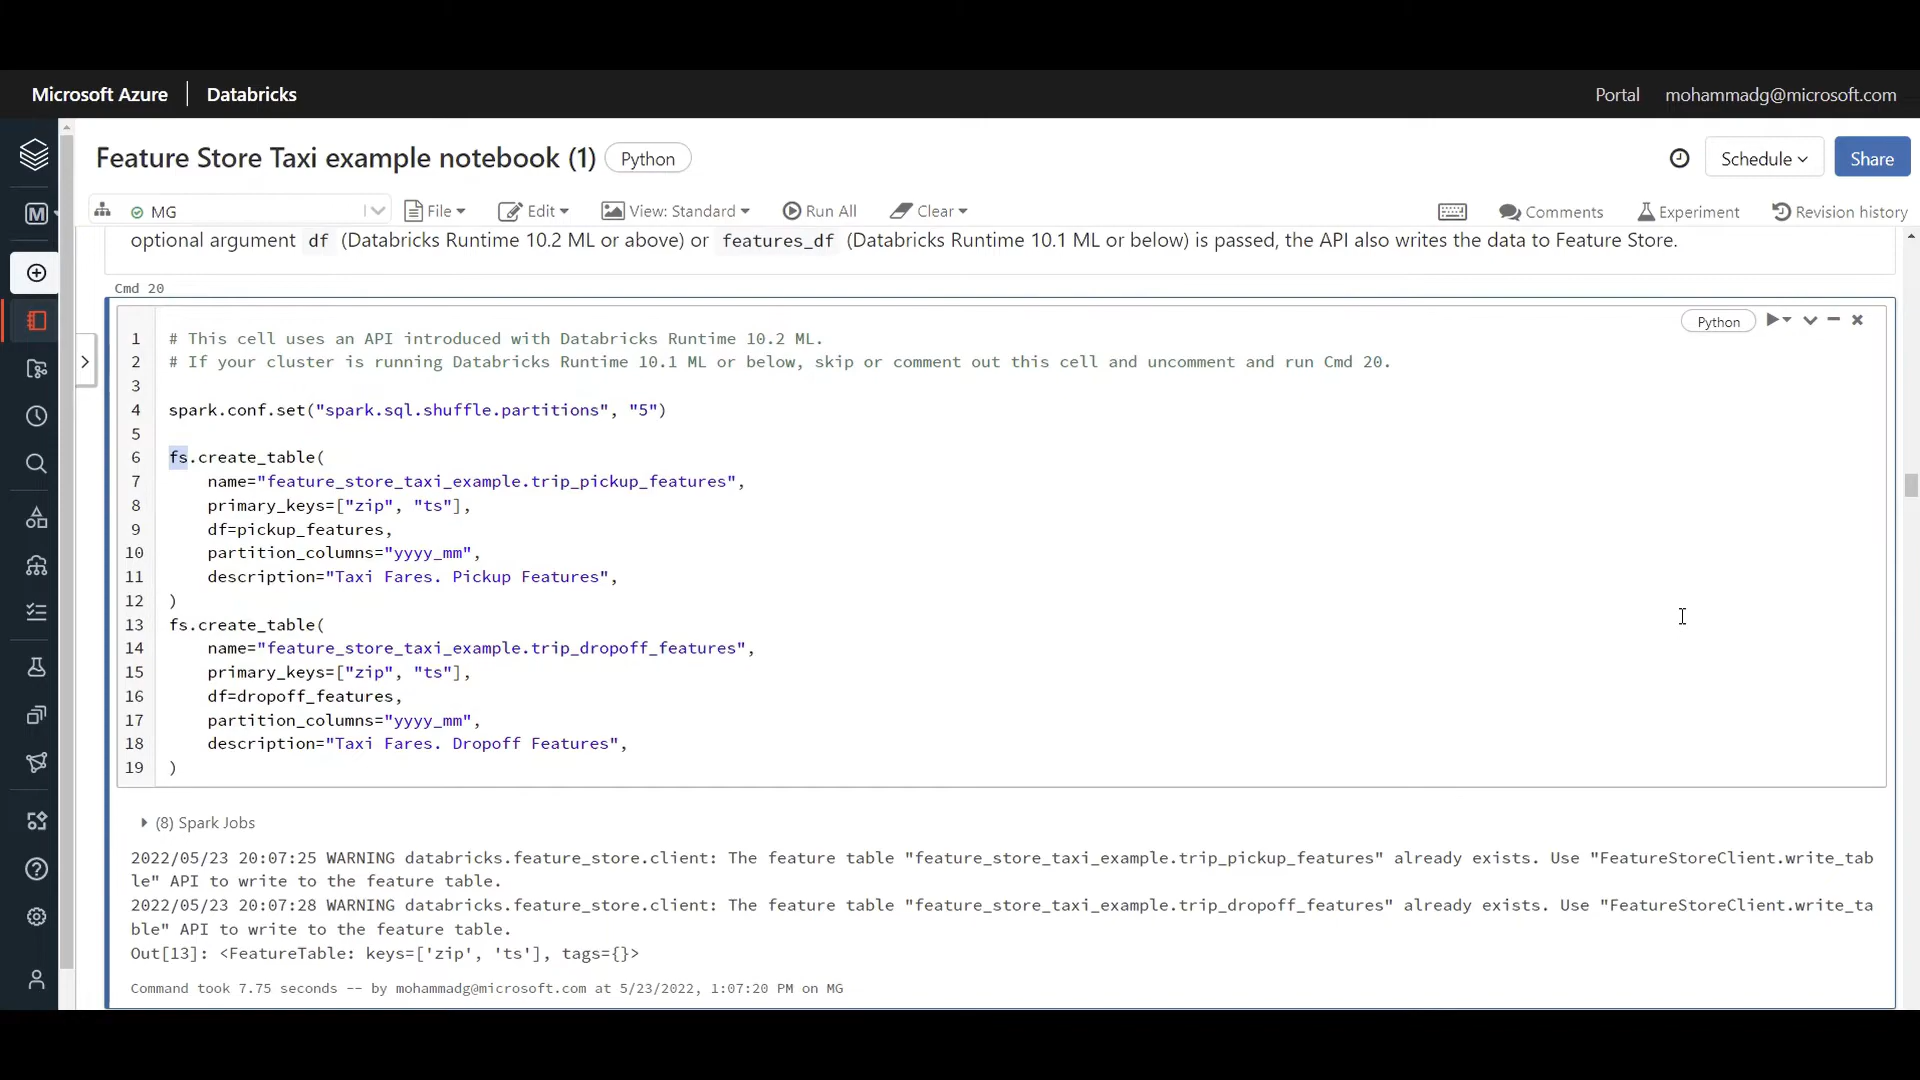 Microsoft Azure | Databricks
Portal mohammadg@microsoft.com
Feature Store Taxi example notebook (1) Python
Schedule Share
MG File Edit View: Standard Run All Clear Comments Experiment Revision history
M
optional argument df (Databricks Runtime 10.2 ML or above) or features_df (Databricks Runtime 10.1 ML or below) is passed, the API also writes the data to Feature Store.
Cmd 20
Python
1 # This cell uses an API introduced with Databricks Runtime 10.2 ML.
2 # If your cluster is running Databricks Runtime 10.1 ML or below, skip or comment out this cell and uncomment and run Cmd 20.
3
4 spark.conf.set("spark.sql.shuffle.partitions", "5")
5
6 fs.create_table(
7     name="feature_store_taxi_example.trip_pickup_features",
8     primary_keys=["zip", "ts"],
9     df=pickup_features,
10     partition_columns="yyyy_mm",
11     description="Taxi Fares. Pickup Features",
12 )
13 fs.create_table(
14     name="feature_store_taxi_example.trip_dropoff_features",
15     primary_keys=["zip", "ts"],
16     df=dropoff_features,
17     partition_columns="yyyy_mm",
18     description="Taxi Fares. Dropoff Features",
19 )
(8) Spark Jobs
2022/05/23 20:07:25 WARNING databricks.feature_store.client: The feature table "feature_store_taxi_example.trip_pickup_features" already exists. Use "FeatureStoreClient.write_tab
le" API to write to the feature table.
2022/05/23 20:07:28 WARNING databricks.feature_store.client: The feature table "feature_store_taxi_example.trip_dropoff_features" already exists. Use "FeatureStoreClient.write_ta
ble" API to write to the feature table.
Out[13]: <FeatureTable: keys=['zip', 'ts'], tags={}>
Command took 7.75 seconds -- by mohammadg@microsoft.com at 5/23/2022, 1:07:20 PM on MG